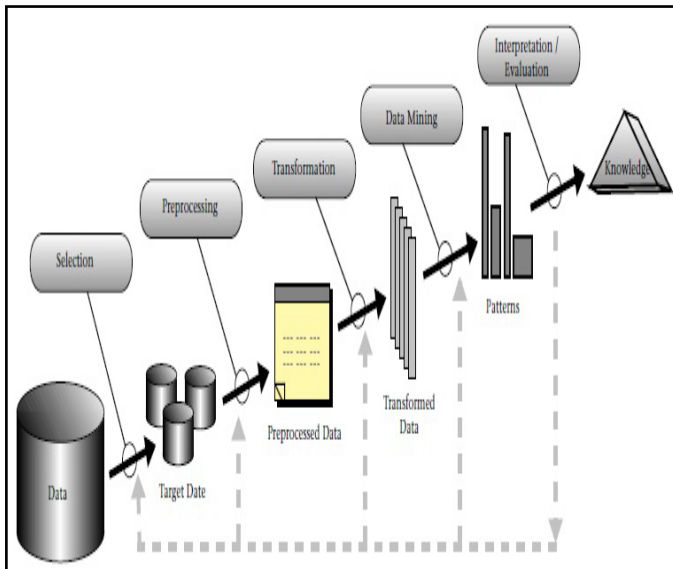 Interpretation /
Evaluation
Data Mining
Knowledge
Transformation
Preprocessing
Patterns
Selection
Transformed
Data
Preprocessed Data
Target Date
Data